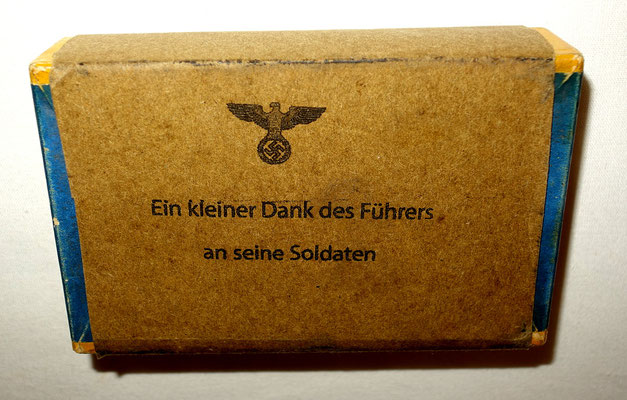 Ein kleiner Dank des Führers
an seine Soldaten